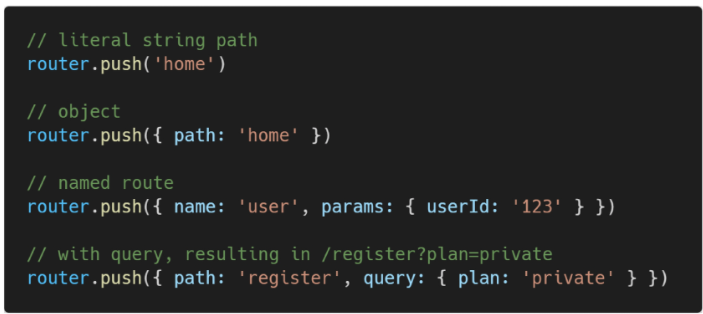 // literal string path
router.push('home')
// object
router.push({ path: 'home' })
// named route
router.push({ name: 'user', params: { userId: '123' } })
// with query, resulting in /register?plan=private
router.push({ path: 'register', query: { plan: 'private' } })